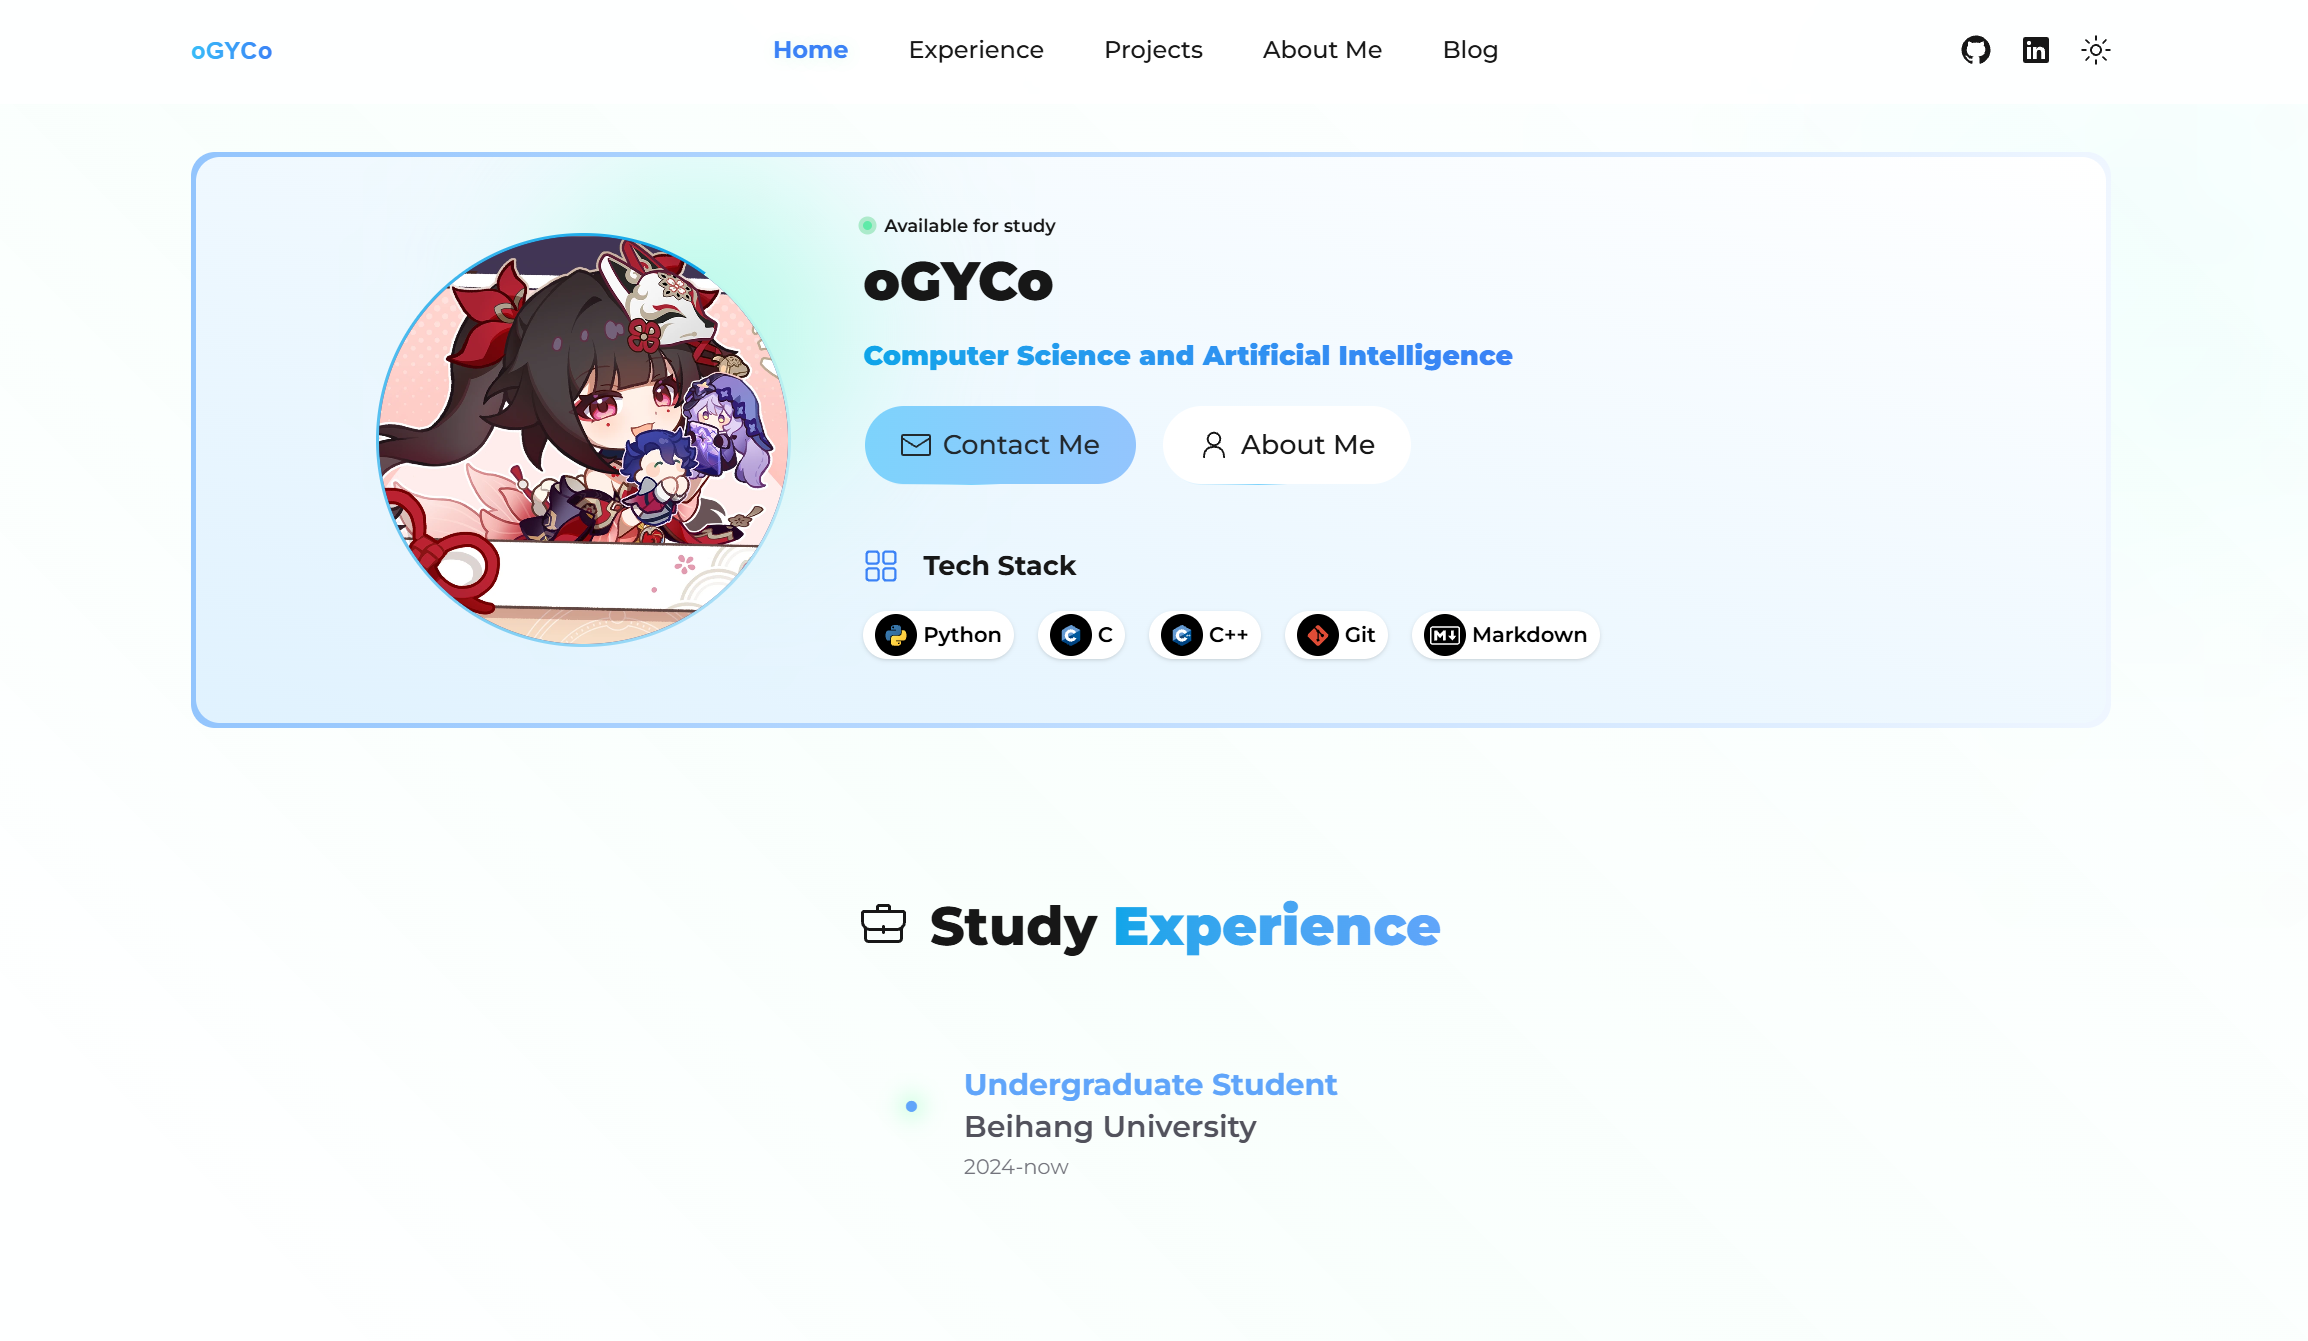 oGYCo
Home Experience Projects About Me Blog
Available for study
oGYCo
Computer Science and Artificial Intelligence
Contact Me About Me
Tech Stack
Python C C++ Git Markdown
Study Experience
Undergraduate Student
Beihang University
2024-now